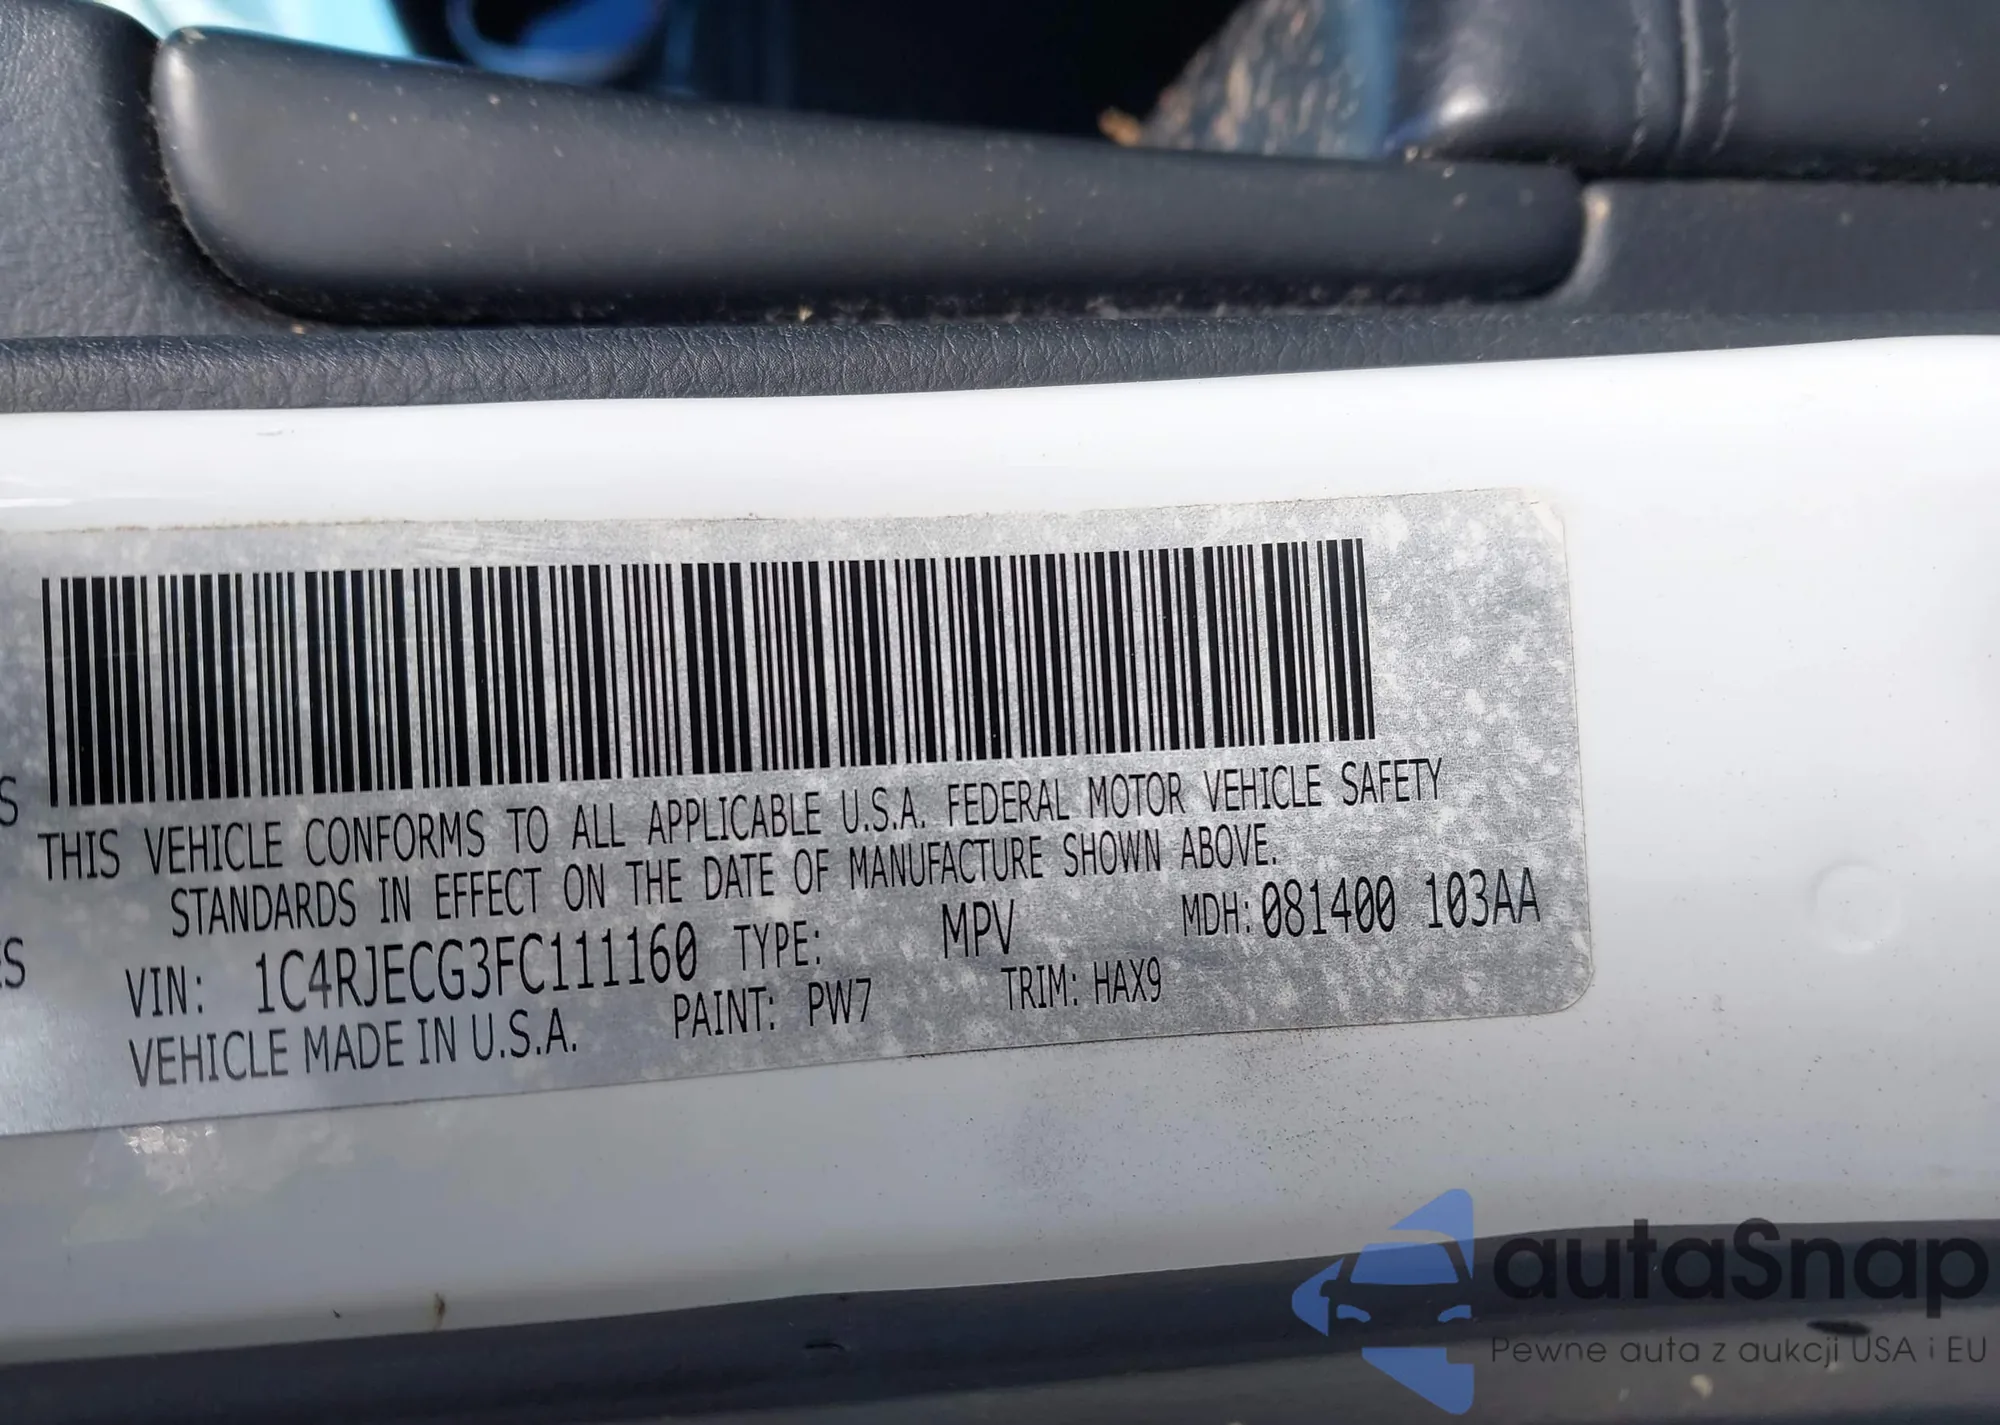 S
THIS VEHICLE CONFORMS TO ALL APPLICABLE U.S.A. FEDERAL MOTOR VEHICLE SAFETY
STANDARDS IN EFFECT ON THE DATE OF MANUFACTURE SHOWN ABOVE.
S
VIN: 1C4RJECG3FC111160 TYPE: MPV MDH: 081400 103AA
VEHICLE MADE IN U.S.A. PAINT: PW7 TRIM: HAX9
autaSnap
Pewne auta z aukcji USA i EU